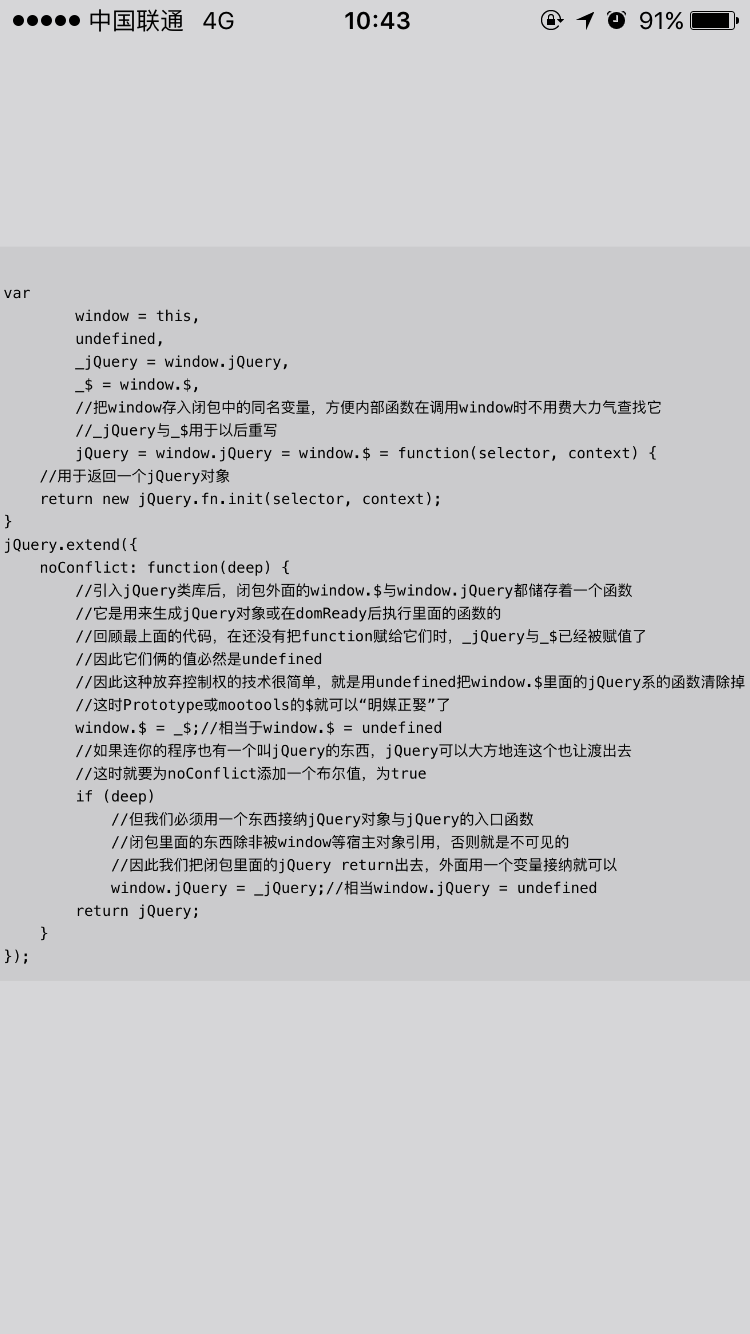 中国联通 4G 10:43 91%
var
        window = this,
        undefined,
        _jQuery = window.jQuery,
        _$ = window.$,
        //把window存入闭包中的同名变量，方便内部函数在调用window时不用费大力气查找它
        //_jQuery与_$用于以后重写
        jQuery = window.jQuery = window.$ = function(selector, context) {
    //用于返回一个jQuery对象
    return new jQuery.fn.init(selector, context);
}
jQuery.extend({
    noConflict: function(deep) {
        //引入jQuery类库后，闭包外面的window.$与window.jQuery都储存着一个函数
        //它是用来生成jQuery对象或在domReady后执行里面的函数的
        //回顾最上面的代码，在还没有把function赋给它们时，_jQuery与_$已经被赋值了
        //因此它们俩的值必然是undefined
        //因此这种放弃控制权的技术很简单，就是用undefined把window.$里面的jQuery系的函数清除掉
        //这时Prototype或mootools的$就可以“明媒正娶”了
        window.$ = _$;//相当于window.$ = undefined
        //如果连你的程序也有一个叫jQuery的东西，jQuery可以大方地连这个也让渡出去
        //这时就要为noConflict添加一个布尔值，为true
        if (deep)
            //但我们必须用一个东西接纳jQuery对象与jQuery的入口函数
            //闭包里面的东西除非被window等宿主对象引用，否则就是不可见的
            //因此我们把闭包里面的jQuery return出去，外面用一个变量接纳就可以
            window.jQuery = _jQuery;//相当window.jQuery = undefined
        return jQuery;
    }
});